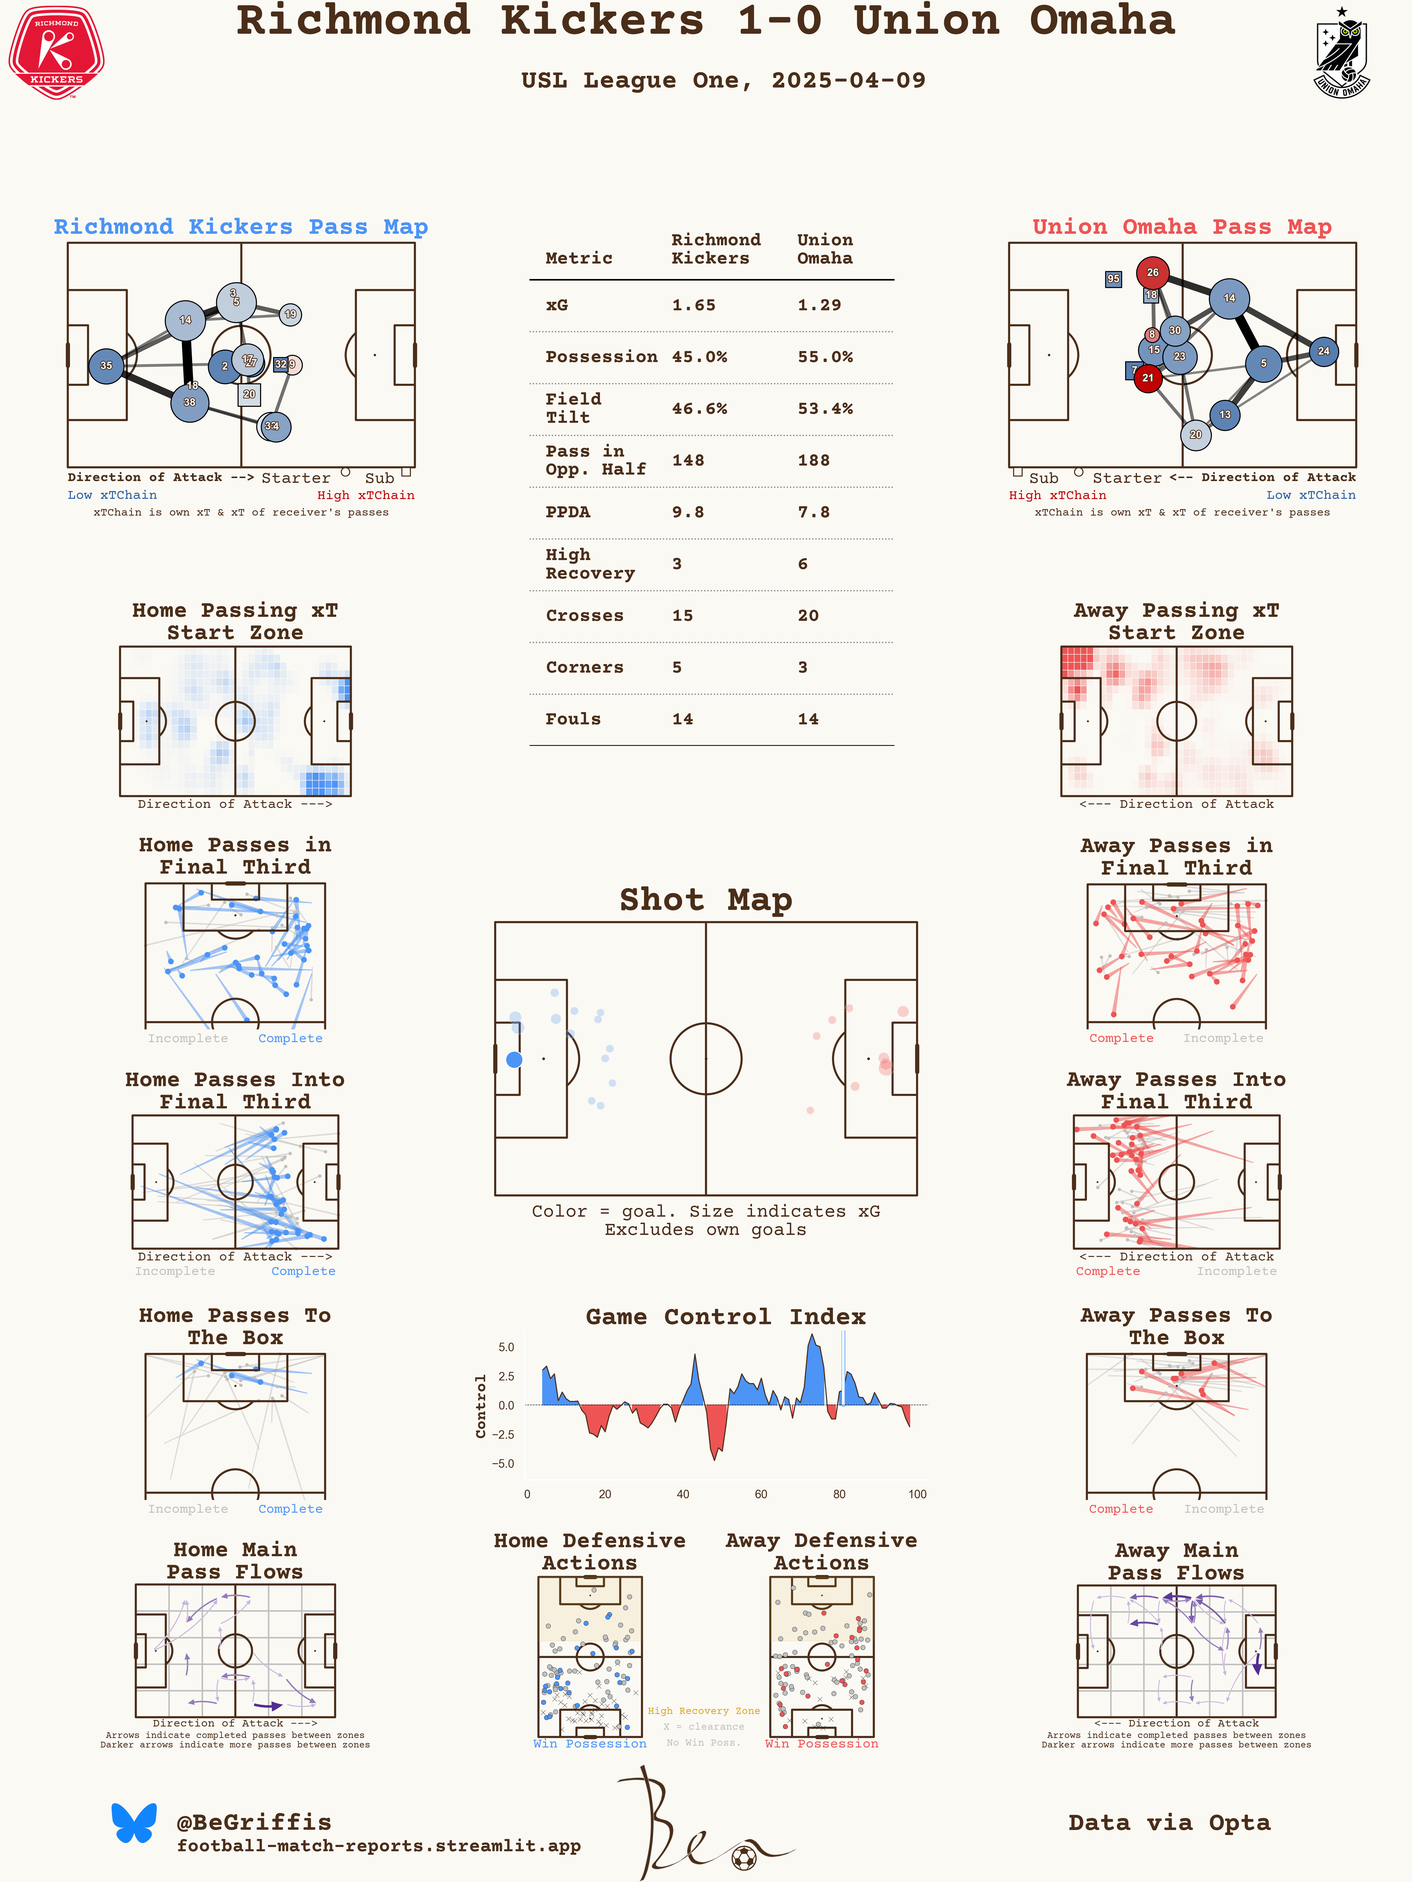 Richmond Kickers 1-0 Union Omaha
USL League One, 2025-04-09
RICHMOND
KICKERS
UNION OMAHA
Richmond Kickers Pass Map
3
5
19
14
35
2
17
27
32
9
18
38
20
4
Direction of Attack --> Starter Sub
Low xTChain High xTChain
xTChain is own xT & xT of receiver's passes
Metric Richmond Kickers Union Omaha
xG 1.65 1.29
Possession 45.0% 55.0%
Field Tilt 46.6% 53.4%
Pass in Opp. Half 148 188
PPDA 9.8 7.8
High Recovery 3 6
Crosses 15 20
Corners 5 3
Fouls 14 14
Union Omaha Pass Map
95
26
18
14
8
30
15
23
7
21
5
24
13
20
Sub Starter <-- Direction of Attack
High xTChain Low xTChain
xTChain is own xT & xT of receiver's passes
Home Passing xT
Start Zone
Direction of Attack --->
Away Passing xT
Start Zone
<--- Direction of Attack
Home Passes in
Final Third
Incomplete Complete
Away Passes in
Final Third
Complete Incomplete
Shot Map
Color = goal. Size indicates xG
Excludes own goals
Home Passes Into
Final Third
Direction of Attack --->
Incomplete Complete
Away Passes Into
Final Third
<--- Direction of Attack
Complete Incomplete
Home Passes To
The Box
Incomplete Complete
Game Control Index
Control
5.0
2.5
0.0
−2.5
−5.0
0 20 40 60 80 100
Away Passes To
The Box
Complete Incomplete
Home Main
Pass Flows
Direction of Attack --->
Arrows indicate completed passes between zones
Darker arrows indicate more passes between zones
Home Defensive
Actions
Win Possession
Away Defensive
Actions
Win Possession
High Recovery Zone
X = clearance
No Win Poss.
Away Main
Pass Flows
<--- Direction of Attack
Arrows indicate completed passes between zones
Darker arrows indicate more passes between zones
@BeGriffis
football-match-reports.streamlit.app
Ben
Data via Opta